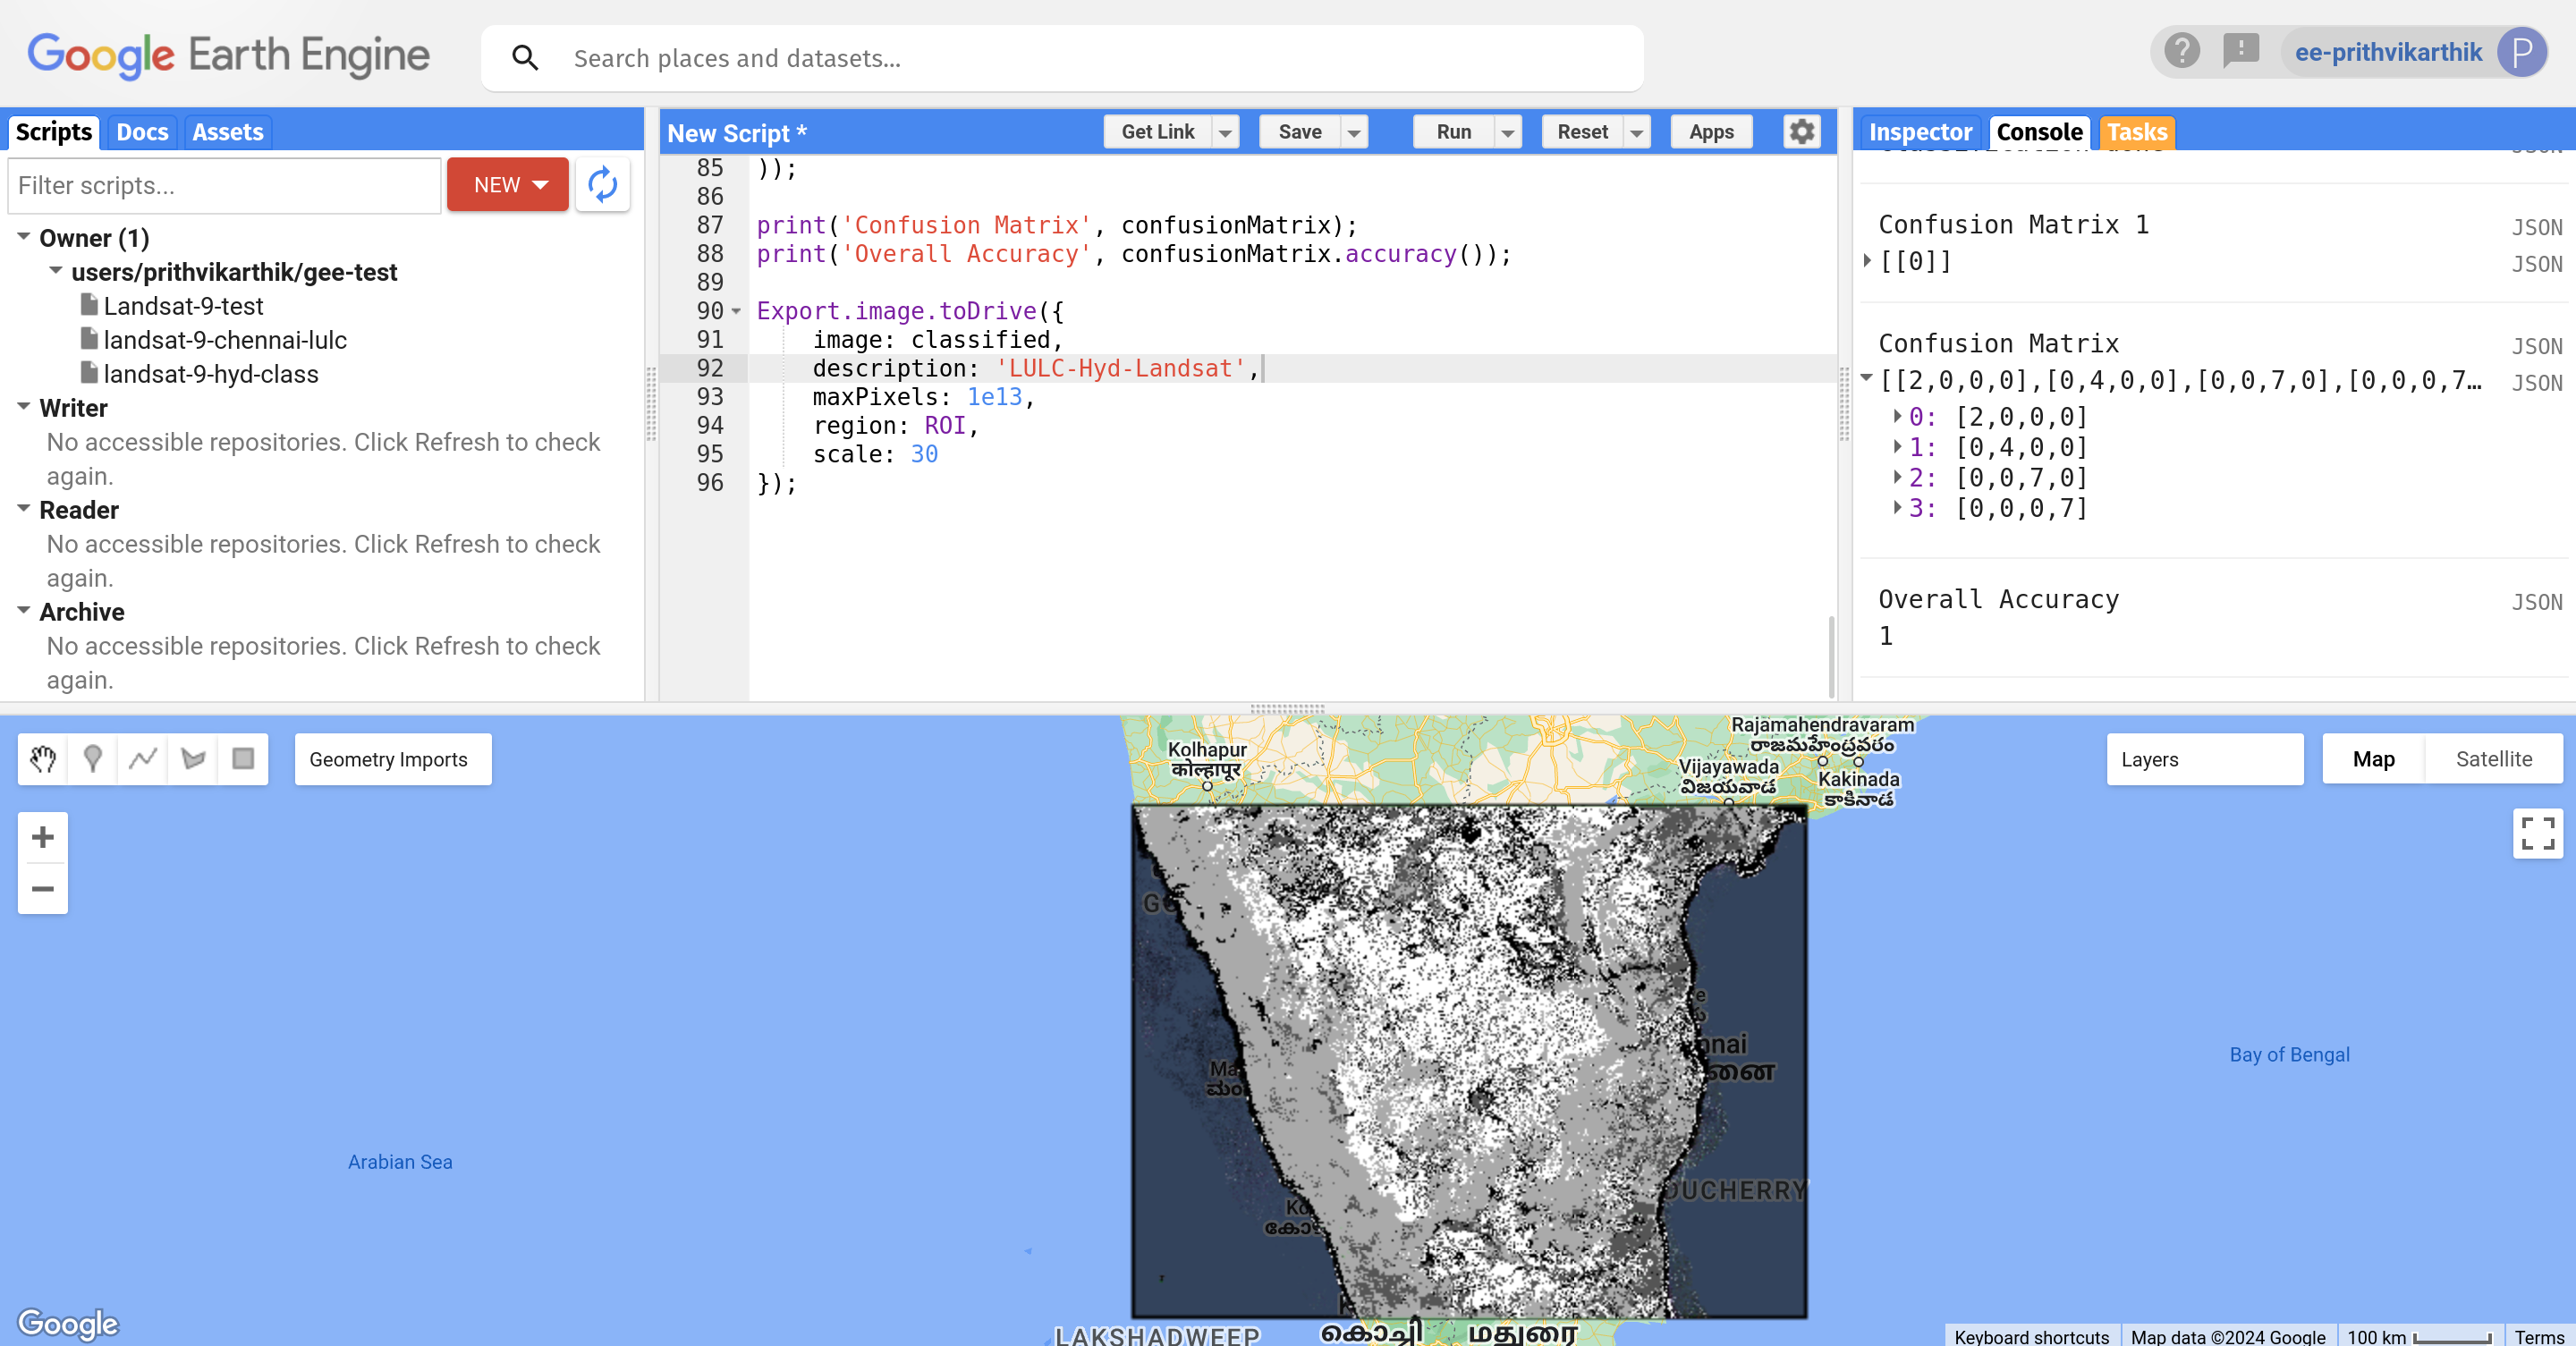 Google Earth Engine
Search places and datasets...
ee-prithvikarthik
P
Scripts
Docs
Assets
Filter scripts...
NEW
Owner (1)
users/prithvikarthik/gee-test
Landsat-9-test
landsat-9-chennai-lulc
landsat-9-hyd-class
Writer
No accessible repositories. Click Refresh to check
again.
Reader
No accessible repositories. Click Refresh to check
again.
Archive
No accessible repositories. Click Refresh to check
again.
New Script *
Get Link
Save
Run
Reset
Apps
85 ));
86
87 print('Confusion Matrix', confusionMatrix);
88 print('Overall Accuracy', confusionMatrix.accuracy());
89
90 Export.image.toDrive({
91 image: classified,
92 description: 'LULC-Hyd-Landsat',
93 maxPixels: 1e13,
94 region: ROI,
95 scale: 30
96 });
Inspector
Console
Tasks
Confusion Matrix 1 JSON
[[0]] JSON
Confusion Matrix JSON
[[2,0,0,0],[0,4,0,0],[0,0,7,0],[0,0,0,7… JSON
0: [2,0,0,0]
1: [0,4,0,0]
2: [0,0,7,0]
3: [0,0,0,7]
Overall Accuracy JSON
1
Geometry Imports
Layers
Map
Satellite
Kolhapur
कोल्हापूर
Rajamahendravaram
రాజమహేంద్రవరం
Vijayawada
విజయవాడ
Kakinada
కాకినాడ
Arabian Sea
Bay of Bengal
LAKSHADWEEP
கொச்சி
மதுரை
Google
Keyboard shortcuts
Map data ©2024 Google
100 km
Terms